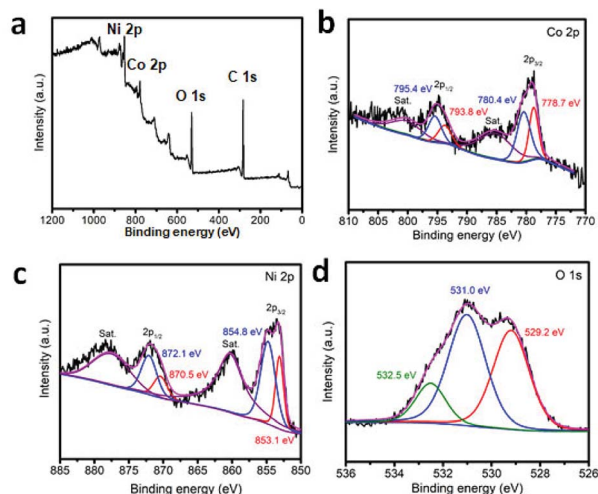 a
Ni 2p
Co 2p
O 1s
C 1s
Intensity (a.u.)
1200 1000 800 600 400 200 0
Binding energy (eV)
b
Co 2p
2p3/2
795.4 eV
2p1/2
793.8 eV
780.4 eV
778.7 eV
Sat.
Sat.
Intensity (a.u.)
810 805 800 795 790 785 780 775 770
Binding energy (eV)
c
Ni 2p
2p3/2
Sat.
2p1/2
854.8 eV
872.1 eV
870.5 eV
Sat.
853.1 eV
Intensity (a.u.)
885 880 875 870 865 860 855 850
Binding energy (eV)
d
O 1s
531.0 eV
529.2 eV
532.5 eV
Intensity (a.u.)
536 534 532 530 528 526
Binding energy (eV)